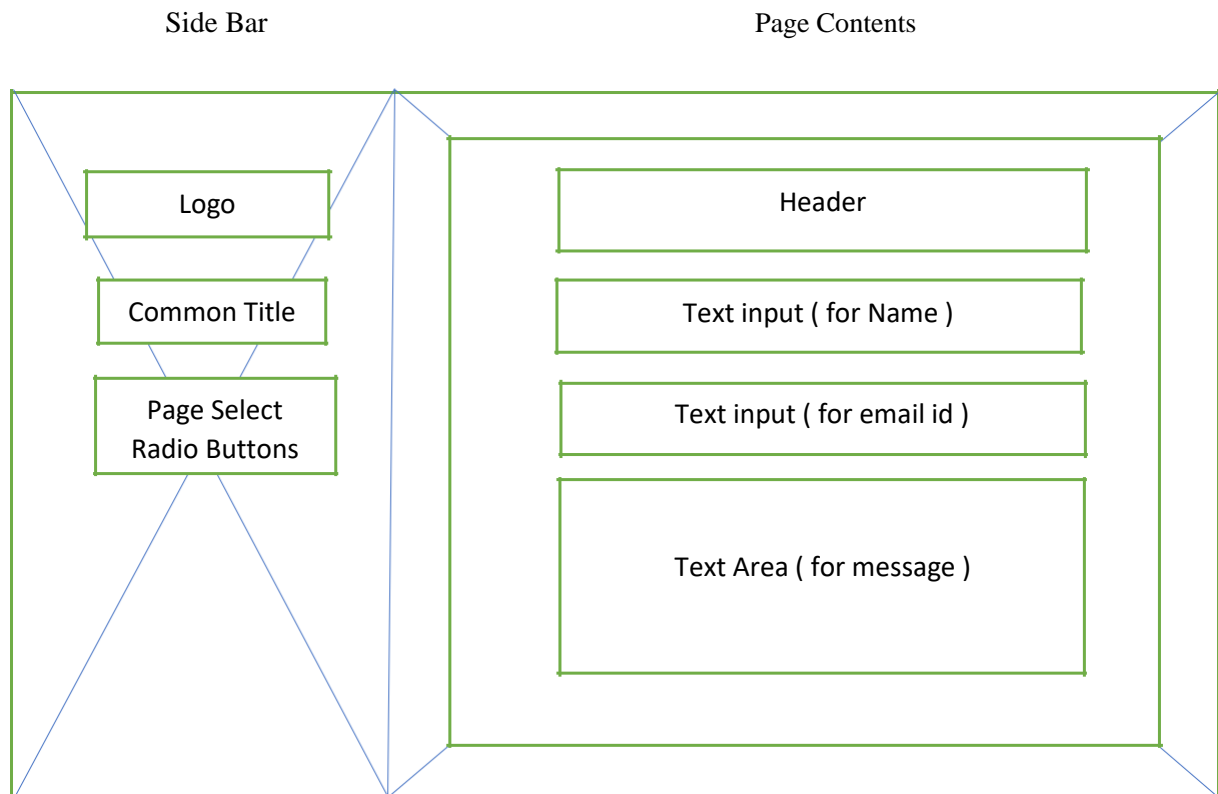 Side Bar
Page Contents
Logo
Common Title
Page Select
Radio Buttons
Header
Text input ( for Name )
Text input ( for email id )
Text Area ( for message )